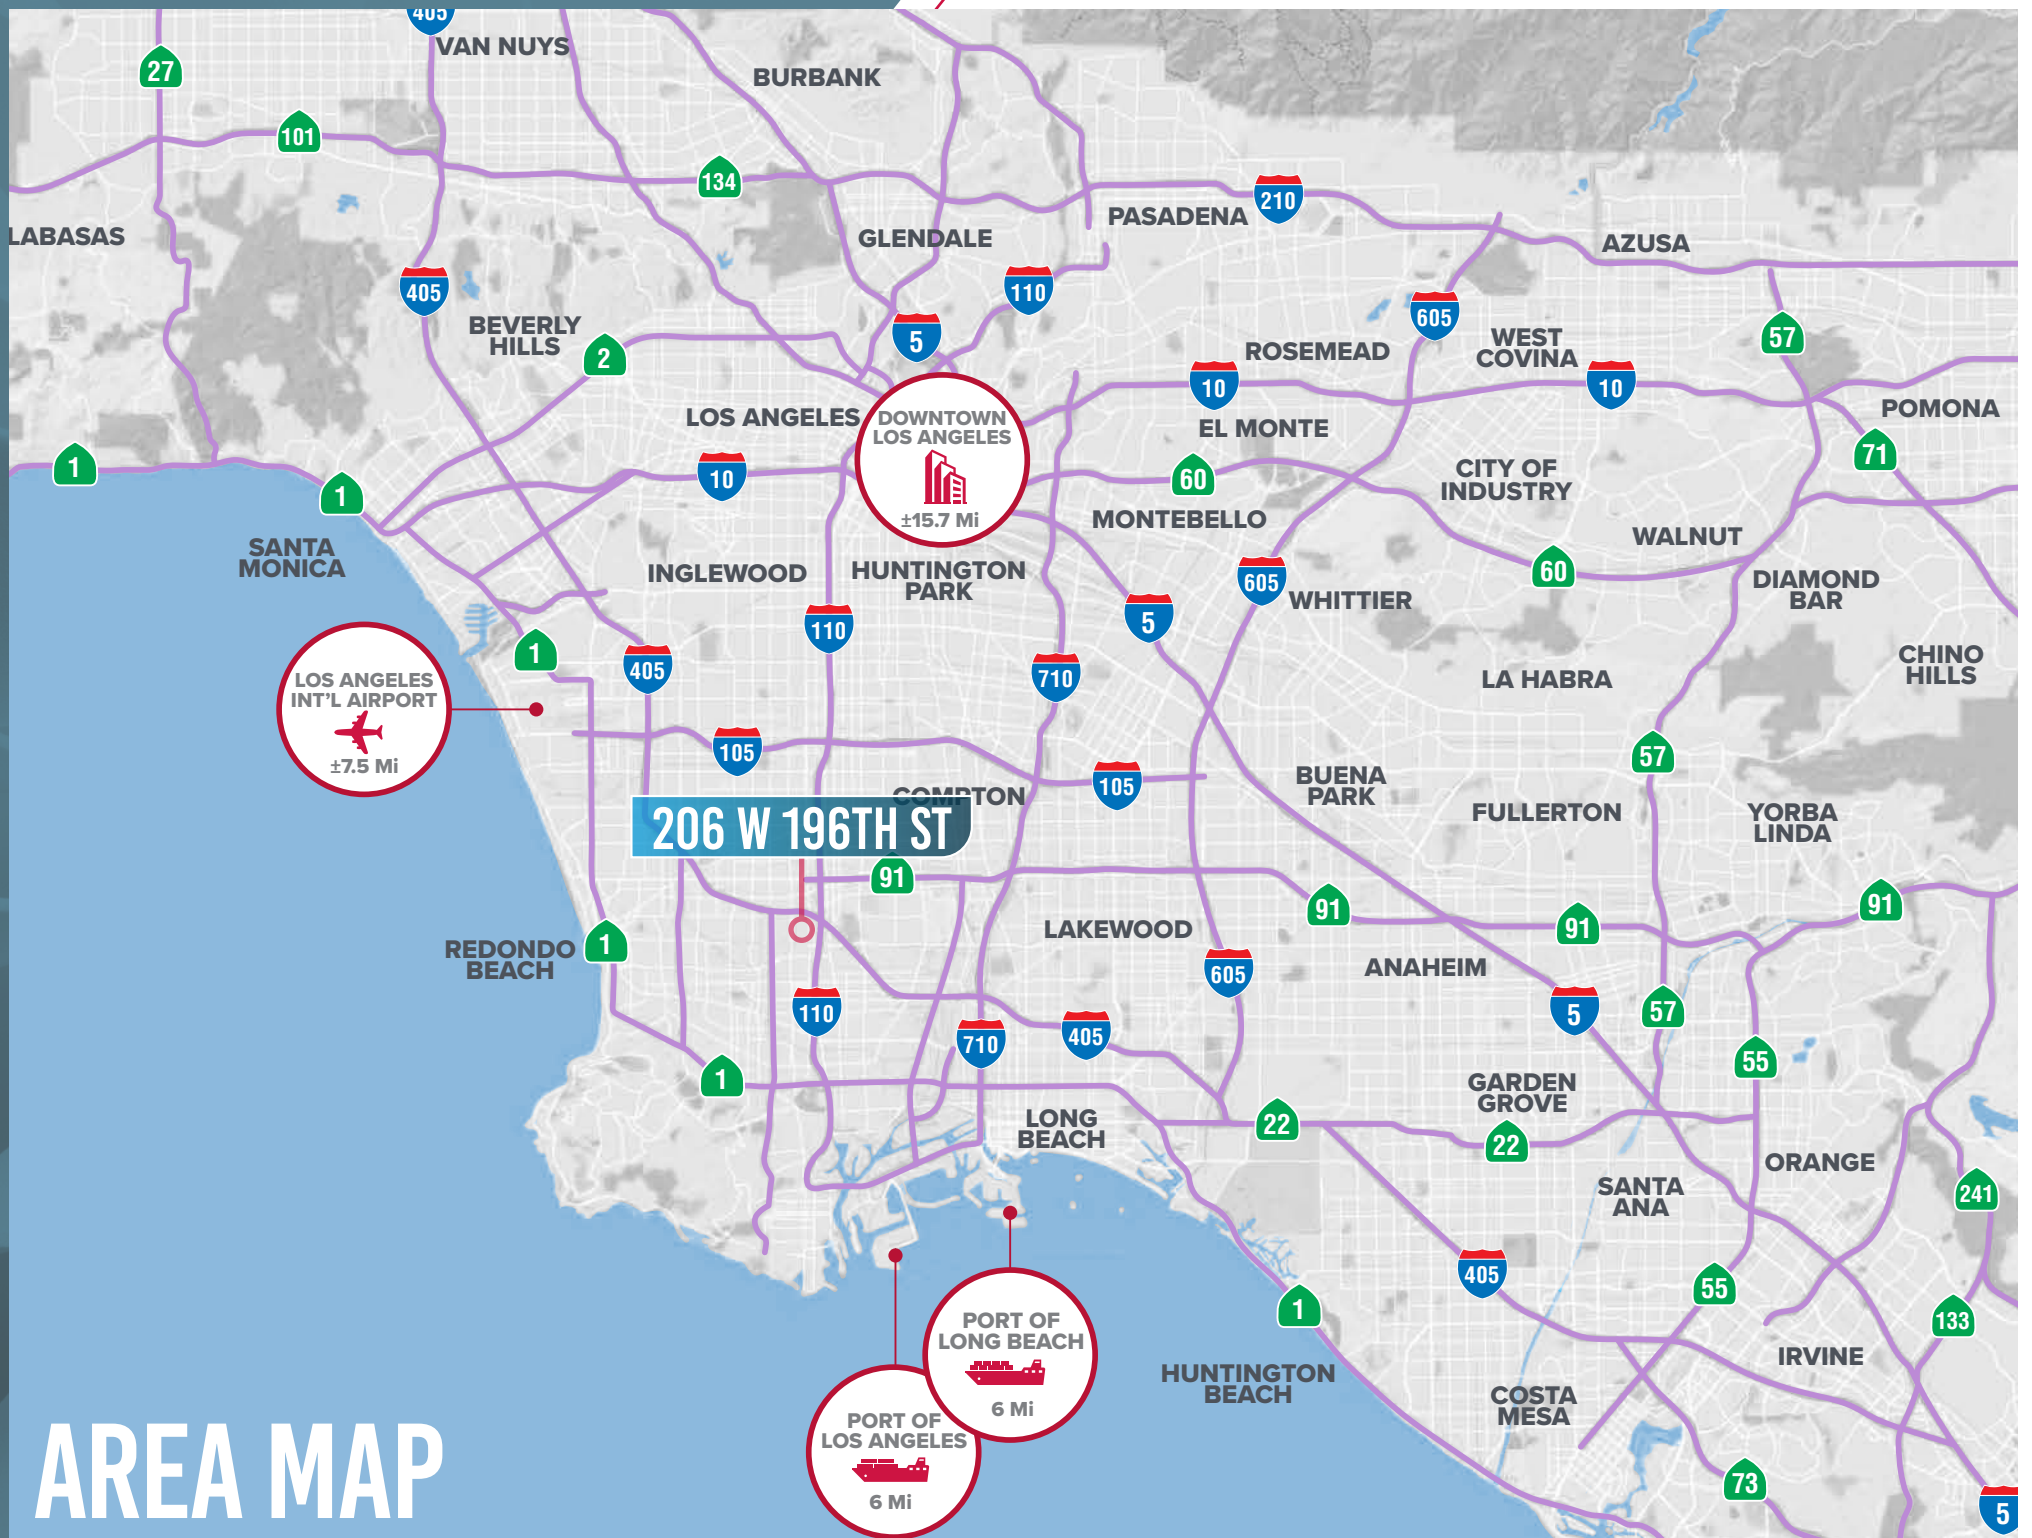 405
VAN NUYS
27
BURBANK
101
134
210
PASADENA
LABASAS
GLENDALE
AZUSA
405
110
605
BEVERLY
HILLS
2
5
57
ROSEMEAD
WEST
COVINA
10
10
POMONA
LOS ANGELES
DOWNTOWN
LOS ANGELES
±15.7 Mi
EL MONTE
71
1
1
10
60
CITY OF
INDUSTRY
MONTEBELLO
WALNUT
SANTA
MONICA
INGLEWOOD
HUNTINGTON
PARK
605
WHITTIER
60
DIAMOND
BAR
110
5
1
405
710
LOS ANGELES
INT'L AIRPORT
±7.5 Mi
LA HABRA
CHINO
HILLS
105
57
105
BUENA
PARK
COMPTON
206 W 196TH ST
FULLERTON
YORBA
LINDA
91
91
91
91
LAKEWOOD
REDONDO
BEACH
1
605
ANAHEIM
110
5
57
710
405
55
1
GARDEN
GROVE
LONG
BEACH
22
22
ORANGE
SANTA
ANA
241
405
55
1
133
PORT OF
LONG BEACH
6 Mi
HUNTINGTON
BEACH
IRVINE
COSTA
MESA
PORT OF
LOS ANGELES
6 Mi
73
5
AREA MAP